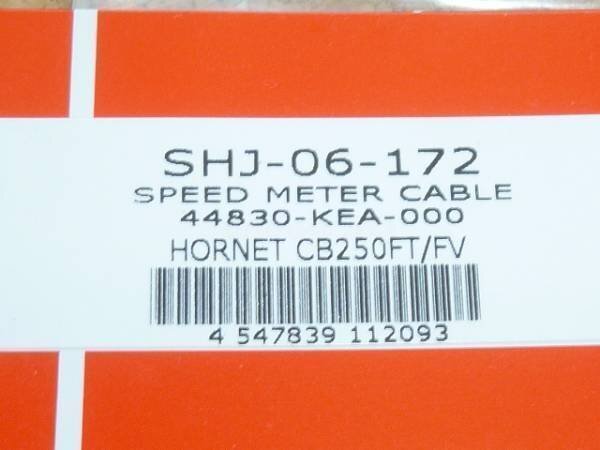 SHJ-06-172
SPEED METER CABLE
44830-KEA-000
HORNET CB250FT/FV
4 547839 112093